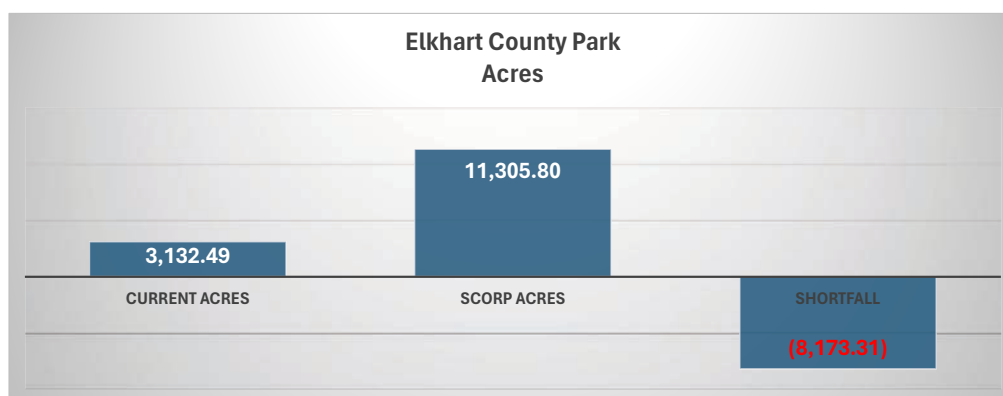 Elkhart County Park
Acres
11,305.80
3,132.49
CURRENT ACRES
SCORP ACRES
SHORTFALL
(8,173.31)